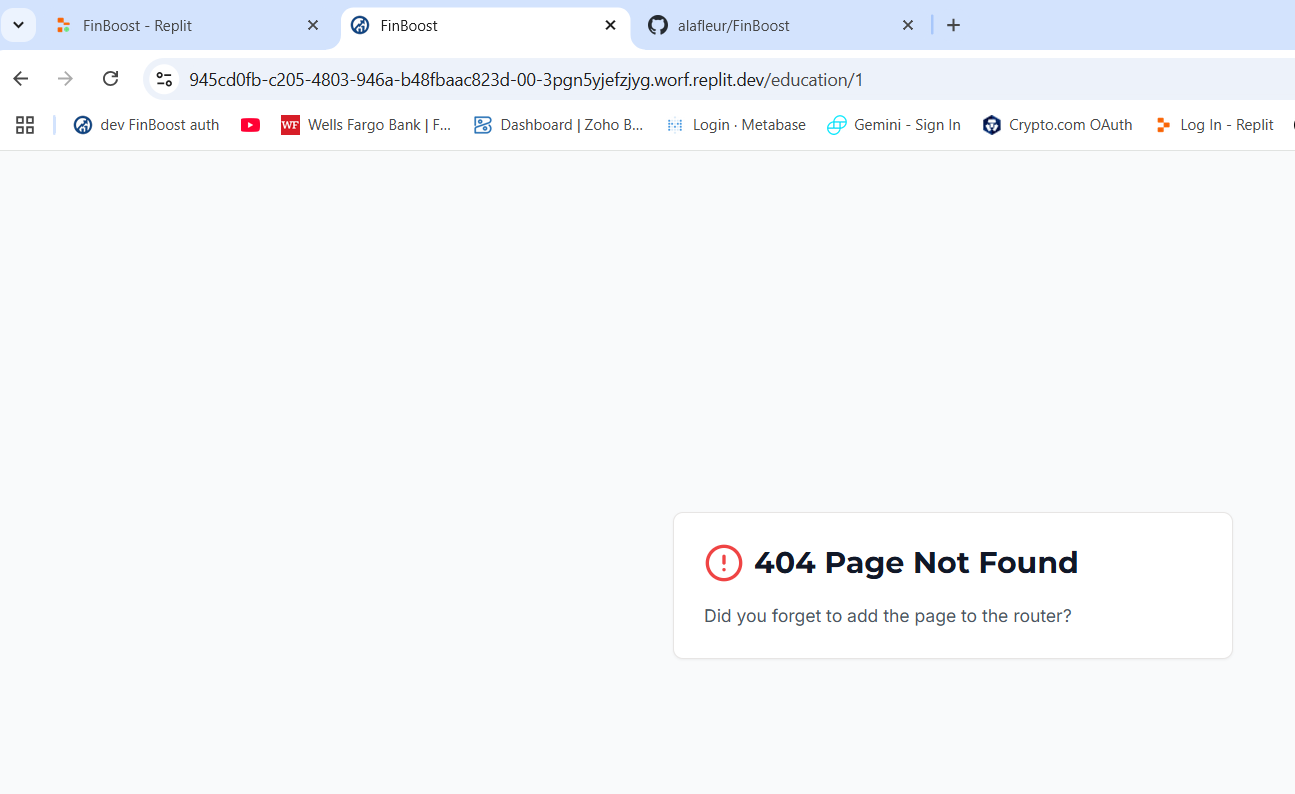 FinBoost - Replit
FinBoost
alafleur/FinBoost
945cd0fb-c205-4803-946a-b48fbaac823d-00-3pgn5yjefzjyg.worf.replit.dev/education/1
dev FinBoost auth
WF
Wells Fargo Bank | F...
Dashboard | Zoho B...
Login · Metabase
Gemini - Sign In
Crypto.com OAuth
Log In - Replit
404 Page Not Found
Did you forget to add the page to the router?